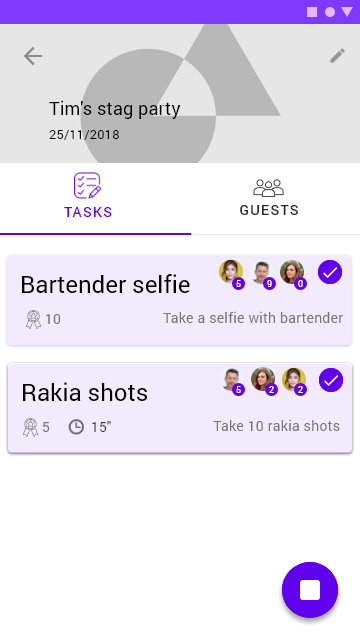 Tim's stag party
25/11/2018
TASKS
GUESTS
Bartender selfie
5
9
0
10
Take a selfie with bartender
Rakia shots
5
2
2
5
15"
Take 10 rakia shots